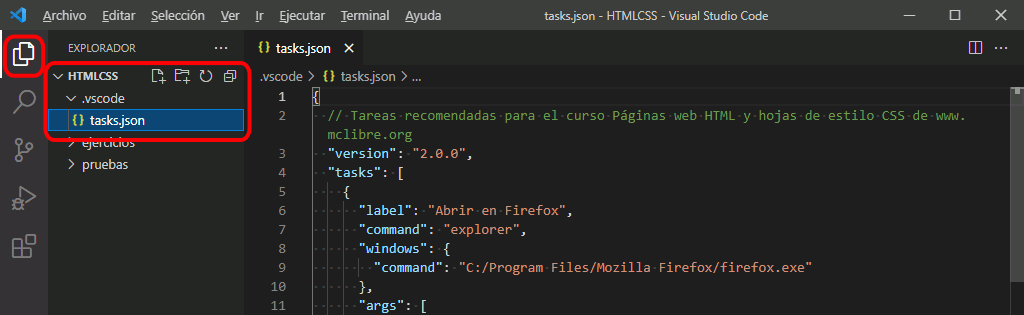 Archivo Editar Selección Ver Ir Ejecutar Terminal Ayuda tasks.json - HTMLCSS - Visual Studio Code
EXPLORADOR
HTMLCSS
.vscode
{} tasks.json
ejercicios
pruebas
{} tasks.json
.vscode > {} tasks.json > ...
1 {
2 // Tareas recomendadas para el curso Páginas web HTML y hojas de estilo CSS de www.
mclibre.org
3 "version": "2.0.0",
4 "tasks": [
5 {
6 "label": "Abrir en Firefox",
7 "command": "explorer",
8 "windows": {
9 "command": "C:/Program Files/Mozilla Firefox/firefox.exe"
10 },
11 "args": [